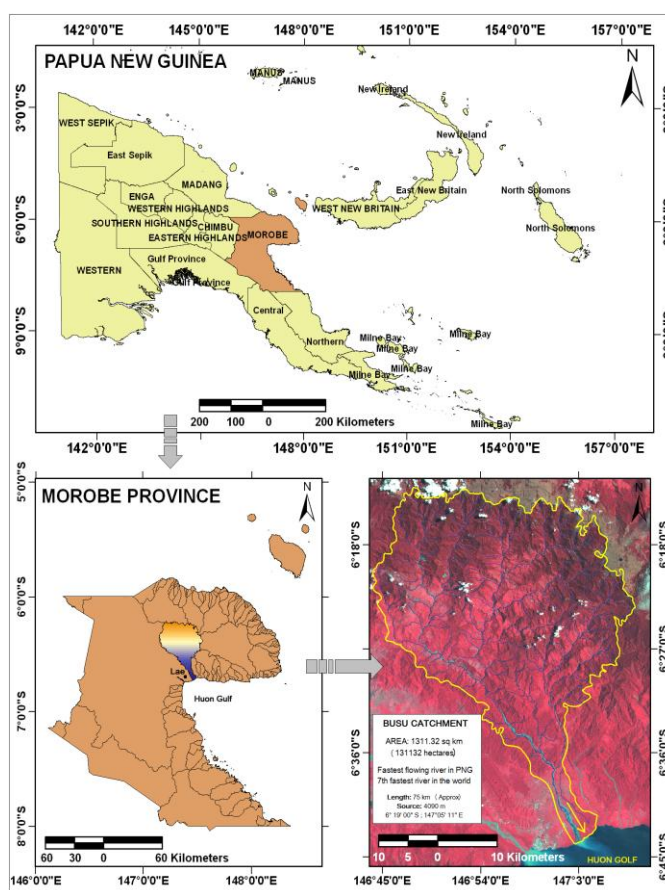 142°0'0"E 145°0'0"E 148°0'0"E 151°0'0"E 154°0'0"E 157°0'0"E
PAPUA NEW GUINEA
N
MANUS
MANUS
New Ireland
3°0'0"S
WEST SEPIK
New Ireland
East Sepik
MADANG
East New Britain
North Solomons
ENGA
WESTERN HIGHLANDS
WEST NEW BRITAIN
6°0'0"S
SOUTHERN HIGHLANDS
CHIMBU
EASTERN HIGHLANDS
MOROBE
North Solomons
Gulf Province
WESTERN
Gulf Province
Central
9°0'0"S
Northern
Milne Bay
Milne Bay
Milne Bay
Milne Bay
Milne Bay
Milne Bay
200 100 0 200 Kilometers
142°0'0"E 145°0'0"E 148°0'0"E 151°0'0"E 154°0'0"E 157°0'0"E
5°0'0"S
MOROBE PROVINCE
N
6°0'0"S
Lae
Huon Gulf
7°0'0"S
8°0'0"S
60 30 0 60
Kilometers
146°0'0"E 147°0'0"E 148°0'0"E
N
6°18'0"S
6°18'0"S
6°27'0"S
6°27'0"S
BUSU CATCHMENT
AREA: 1311.32 sq km
(131132 hectares)
Fastest flowing river in PNG
7th fastest river in the world
Length: 75 km (Approx)
Source: 4090 m
6° 19' 00" S ; 147° 05' 11" E
6°36'0"S
6°36'0"S
10 5 0 10 Kilometers
HUON GOLF
6°45'0"S
146°45'0"E 146°54'0"E 147°3'0"E